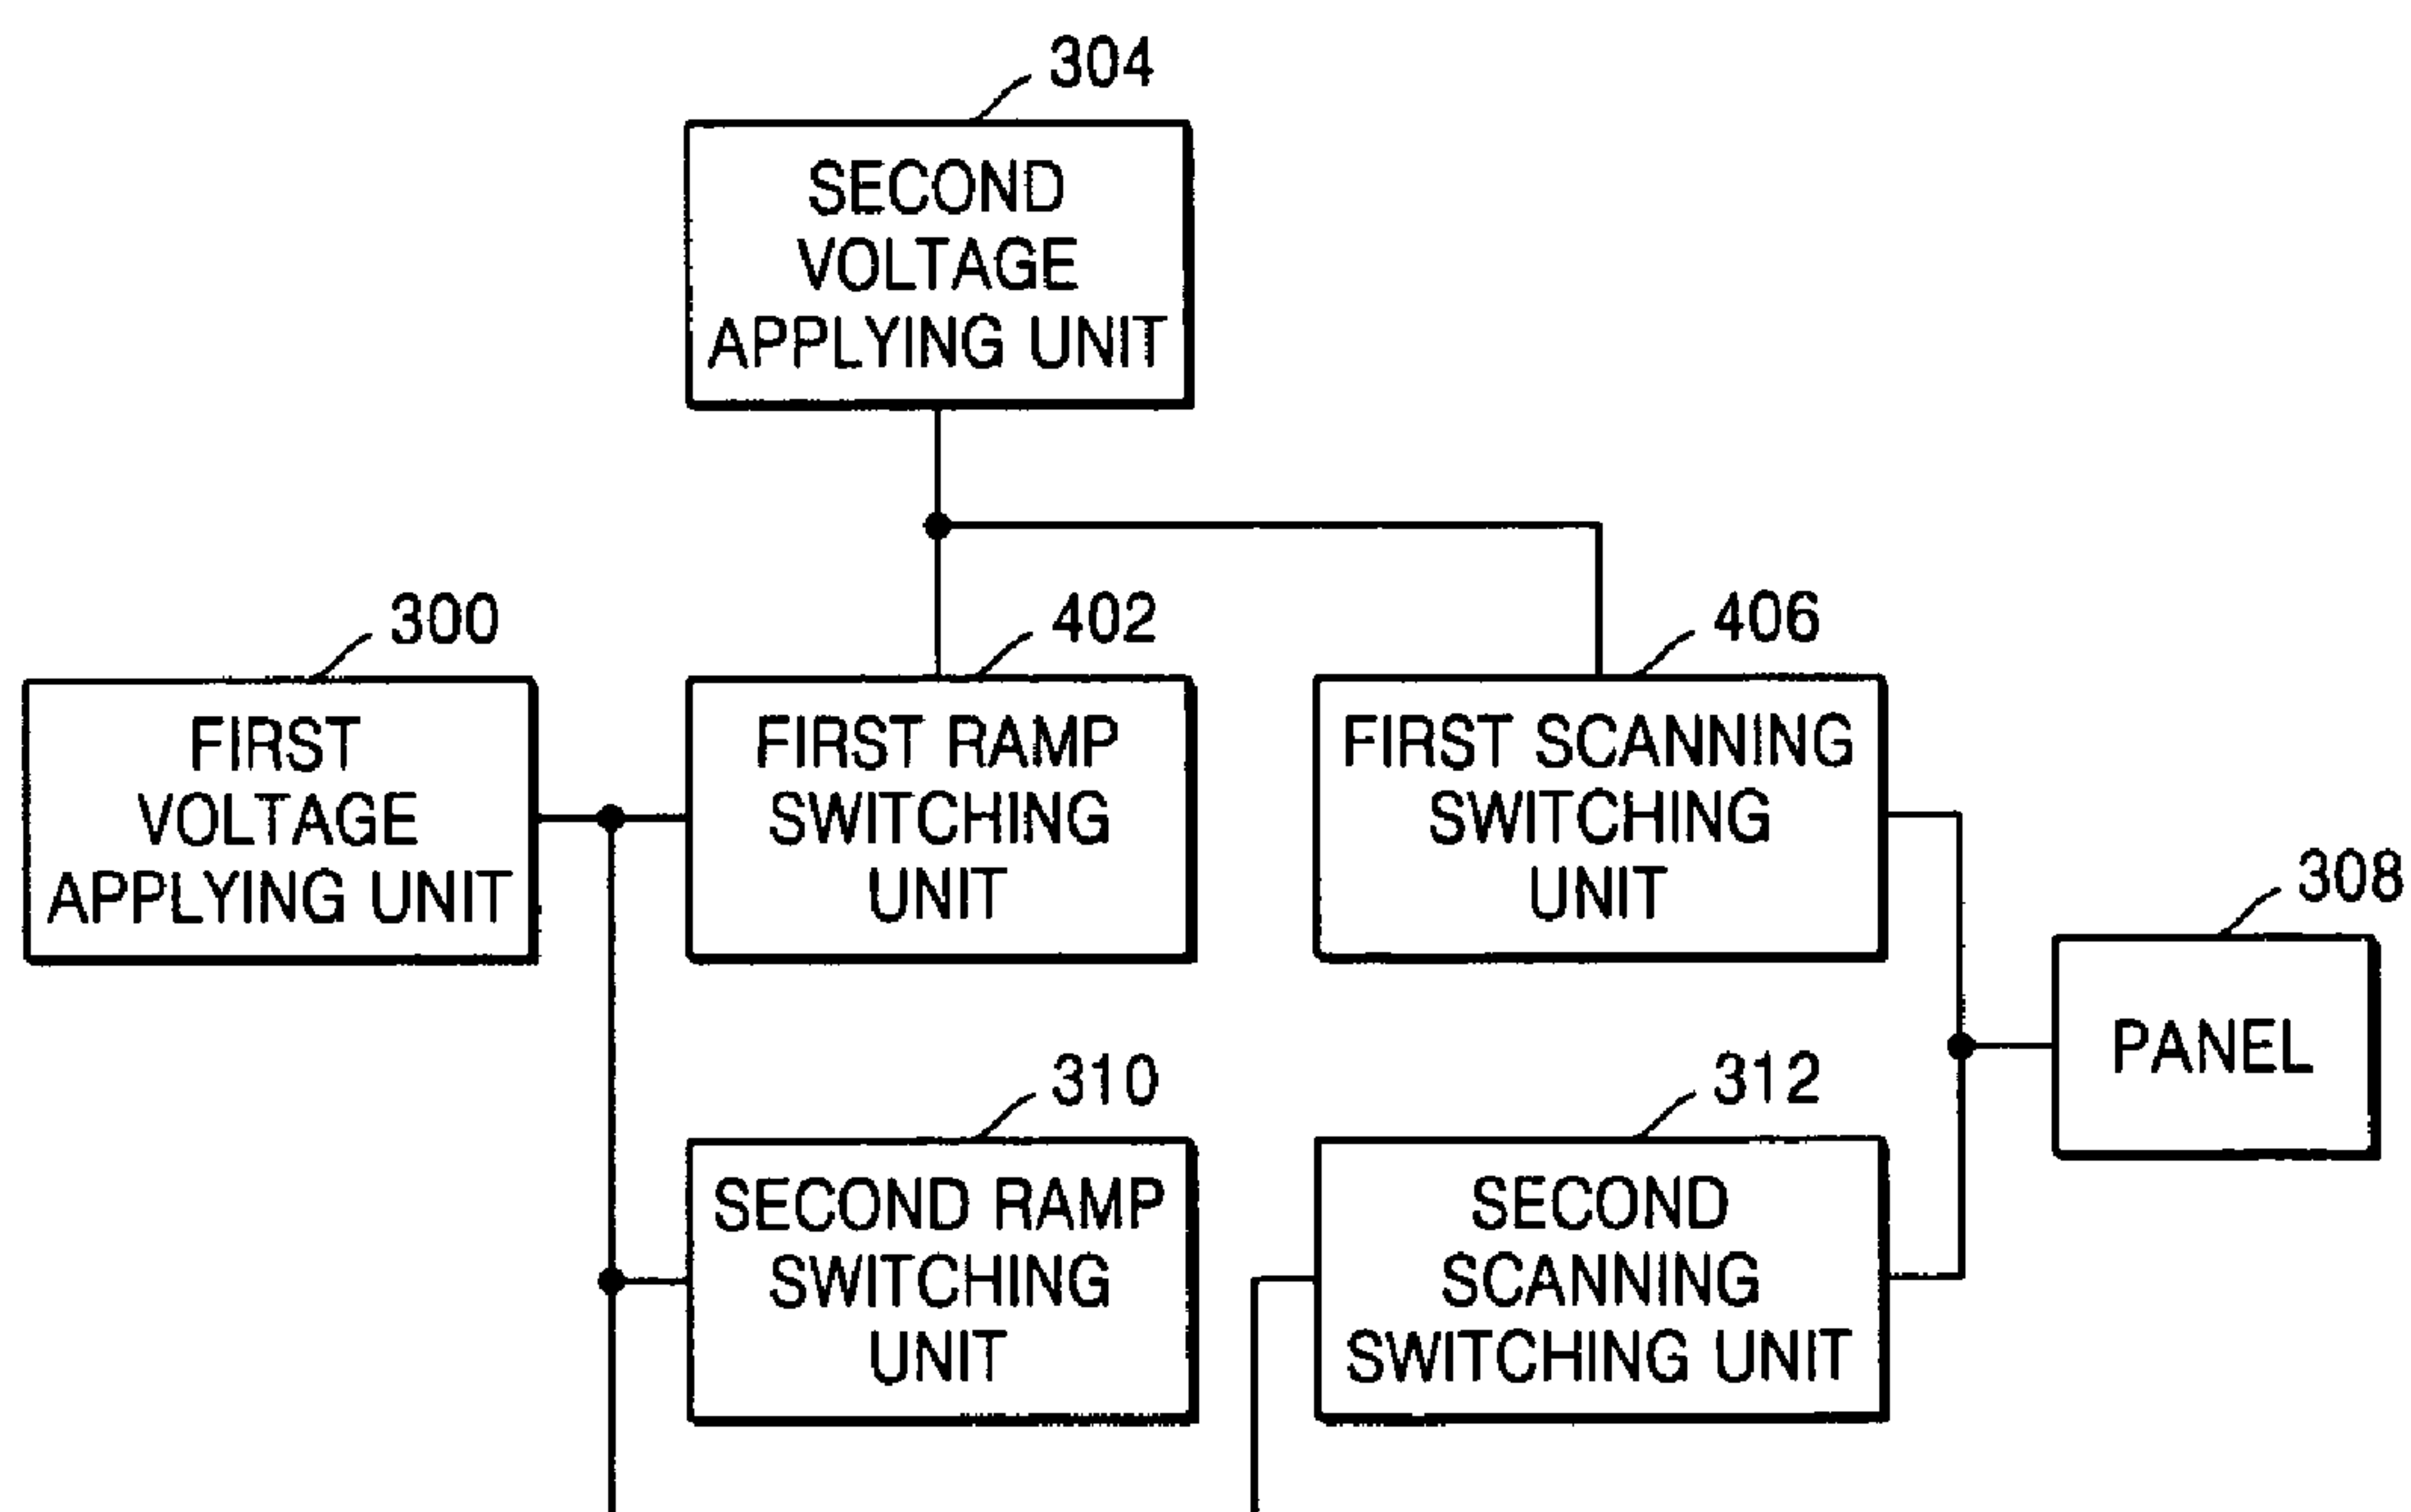 304
SECOND
VOLTAGE
APPLYING UNIT
300
FIRST
VOLTAGE
APPLYING UNIT
402
FIRST RAMP
SWITCHING
UNIT
406
FIRST SCANNING
SWITCHING
UNIT
308
PANEL
310
SECOND RAMP
SWITCHING
UNIT
312
SECOND
SCANNING
SWITCHING UNIT